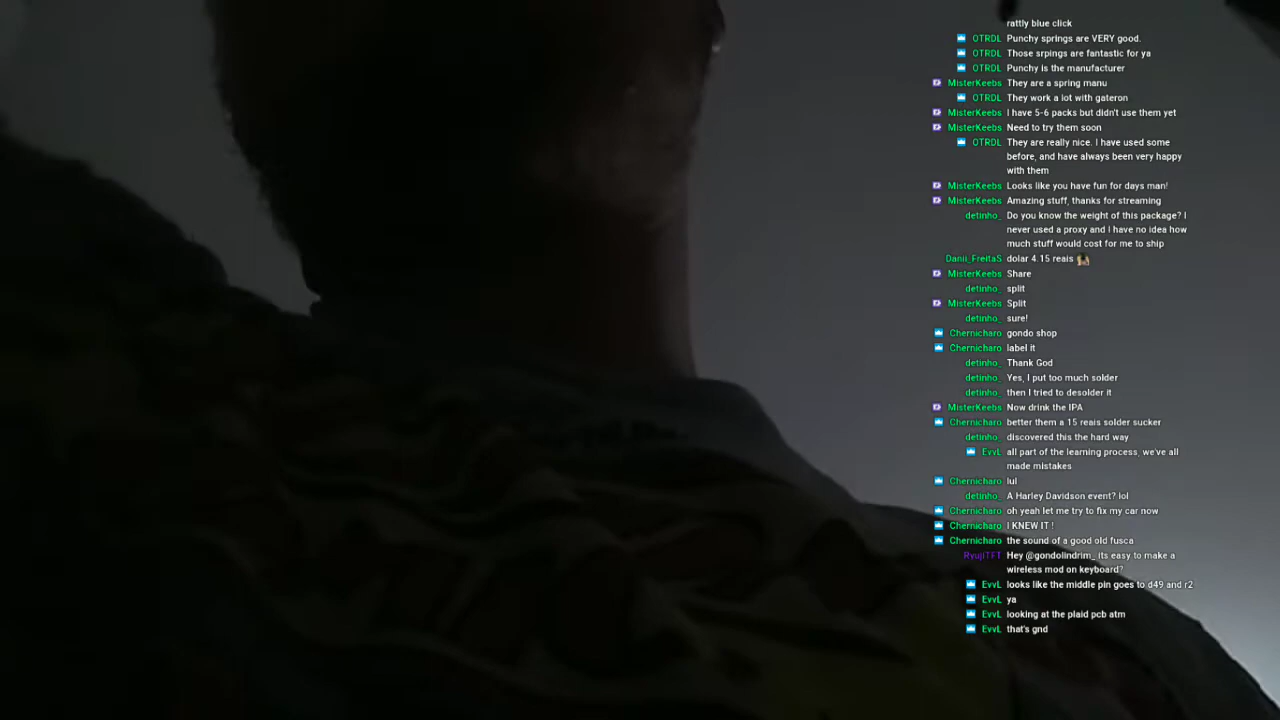 rattly blue click
OTRDL Punchy springs are VERY good.
OTRDL Those srpings are fantastic for ya
OTRDL Punchy is the manufacturer
MisterKeebs They are a spring manu
OTRDL They work a lot with gateron
MisterKeebs I have 5-6 packs but didn't use them yet
MisterKeebs Need to try them soon
OTRDL They are really nice. I have used some
before, and have always been very happy
with them
MisterKeebs Looks like you have fun for days man!
MisterKeebs Amazing stuff, thanks for streaming
detinho_ Do you know the weight of this package? I
never used a proxy and I have no idea how
much stuff would cost for me to ship
Danii_FreitaS dolar 4.15 reais
MisterKeebs Share
detinho_ split
MisterKeebs Split
detinho_ sure!
Chernicharo gondo shop
Chernicharo label it
detinho_ Thank God
detinho_ Yes, I put too much solder
detinho_ then I tried to desolder it
MisterKeebs Now drink the IPA
Chernicharo better them a 15 reais solder sucker
detinho_ discovered this the hard way
EvvL all part of the learning process, we've all
made mistakes
Chernicharo lul
detinho_ A Harley Davidson event? lol
Chernicharo oh yeah let me try to fix my car now
Chernicharo I KNEW IT !
Chernicharo the sound of a good old fusca
RyujiTFT Hey @gondolindrim_ its easy to make a
wireless mod on keyboard?
EvvL looks like the middle pin goes to d49 and r2
EvvL ya
EvvL looking at the plaid pcb atm
EvvL that's gnd